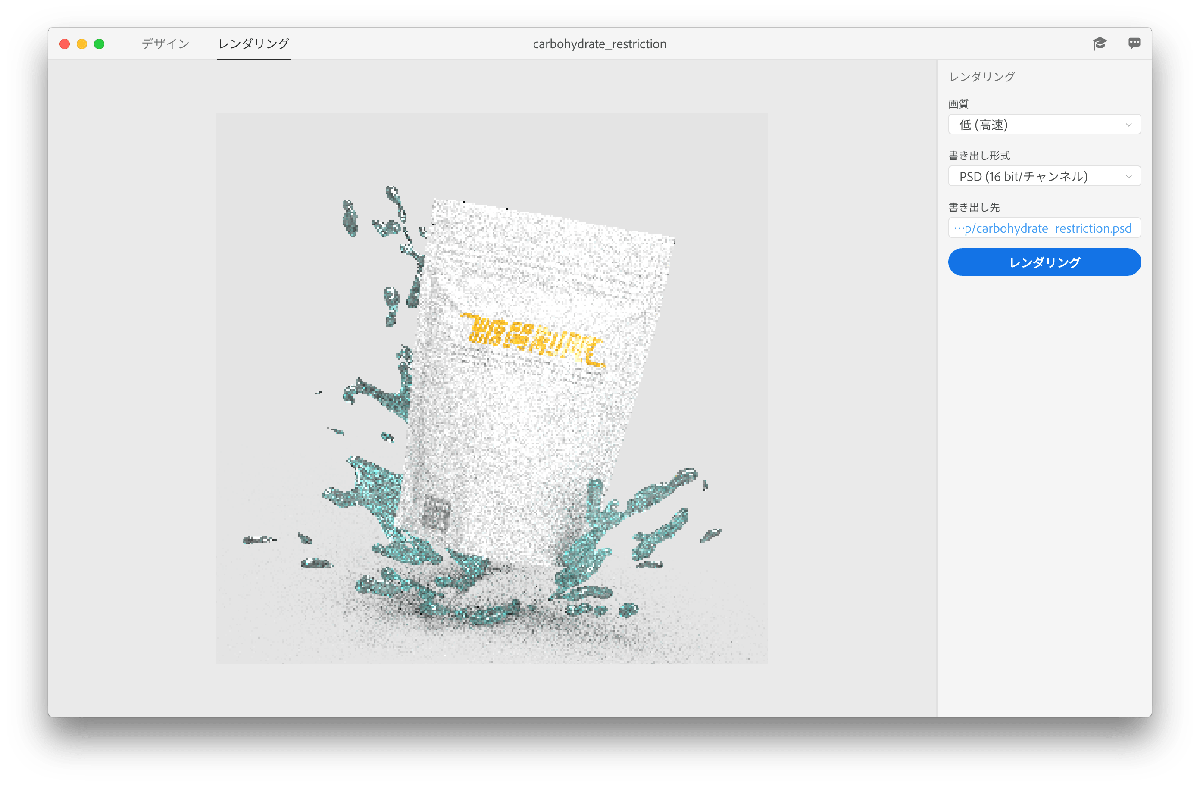 デザイン
レンダリング
carbohydrate_restriction
レンダリング
画質
低 (高速)
書き出し形式
PSD (16 bit/チャンネル)
書き出し先
…p/carbohydrate_restriction.psd
レンダリング